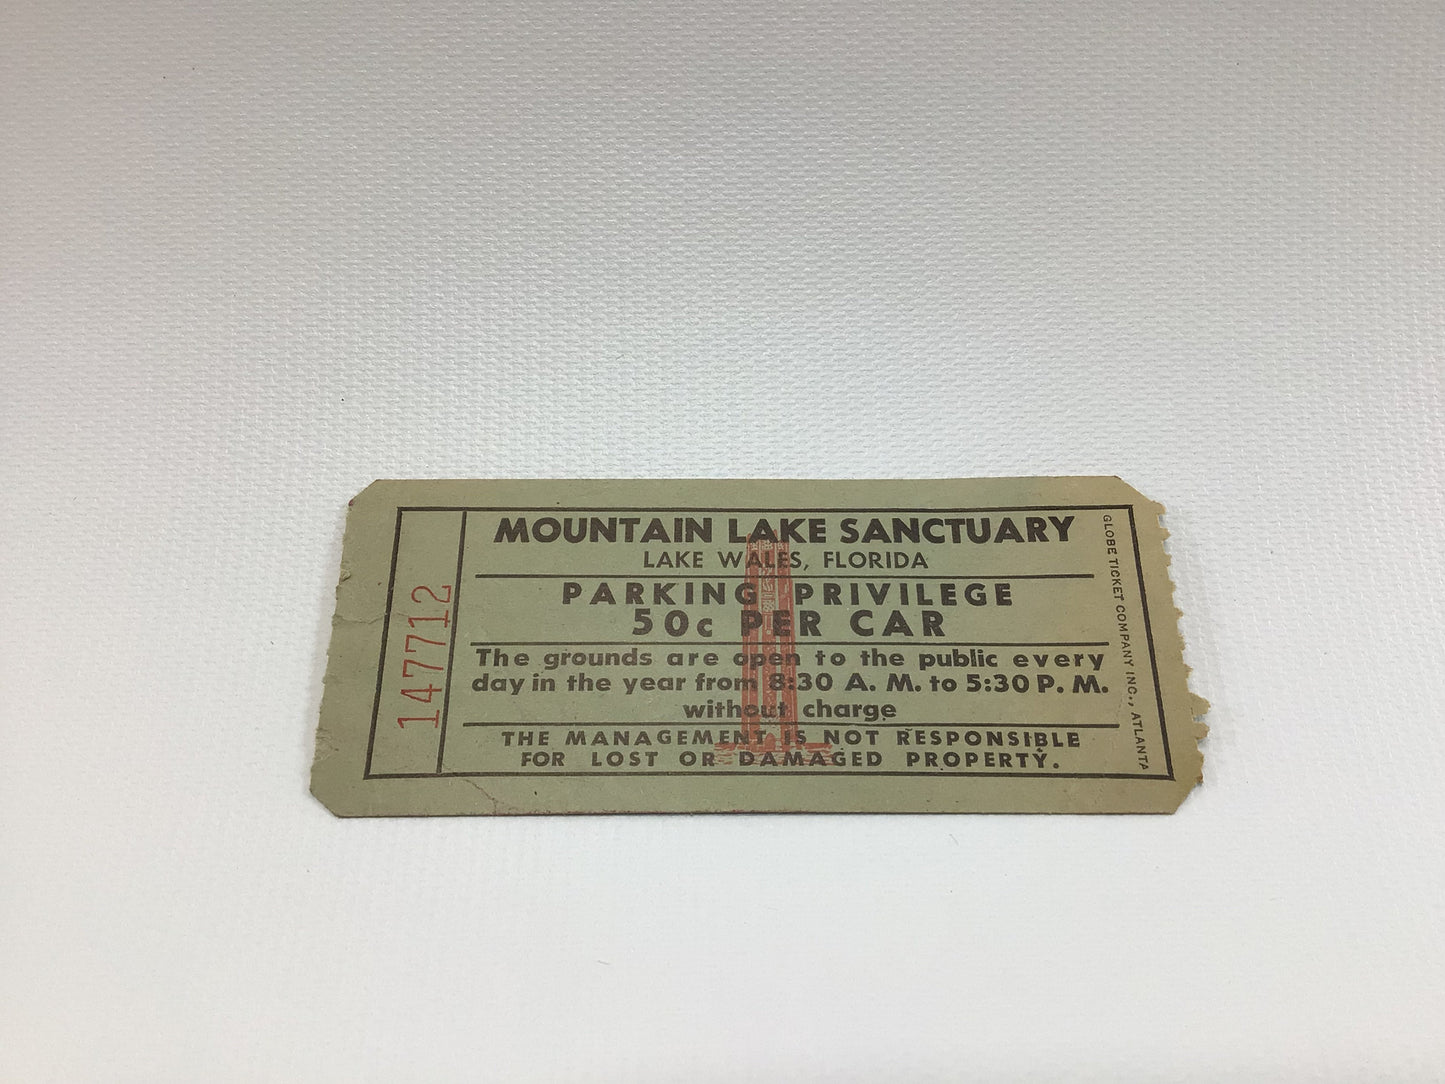 MOUNTAIN LAKE SANCTUARY
LAKE WALES, FLORIDA
PARKING PRIVILEGE
50c PER CAR
The grounds are open to the public every
day in the year from 8:30 A. M. to 5:30 P. M.
without charge
THE MANAGEMENT IS NOT RESPONSIBLE
FOR LOST OR DAMAGED PROPERTY.
147712
GLOBE TICKET COMPANY INC., ATLANTA